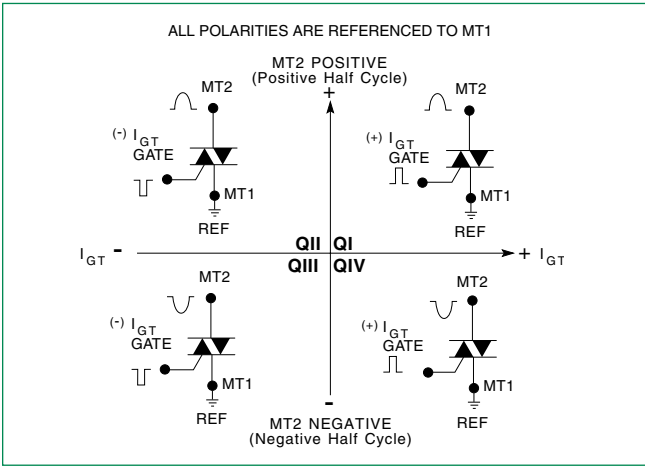 ALL POLARITIES ARE REFERENCED TO MT1
MT2 POSITIVE
(Positive Half Cycle)
+
MT2
(-) IGT
GATE
MT1
REF
MT2
(+) IGT
GATE
MT1
REF
IGT -
QII QI
QIII QIV
+ IGT
MT2
(-) IGT
GATE
MT1
REF
MT2
(+) IGT
GATE
MT1
REF
-
MT2 NEGATIVE
(Negative Half Cycle)